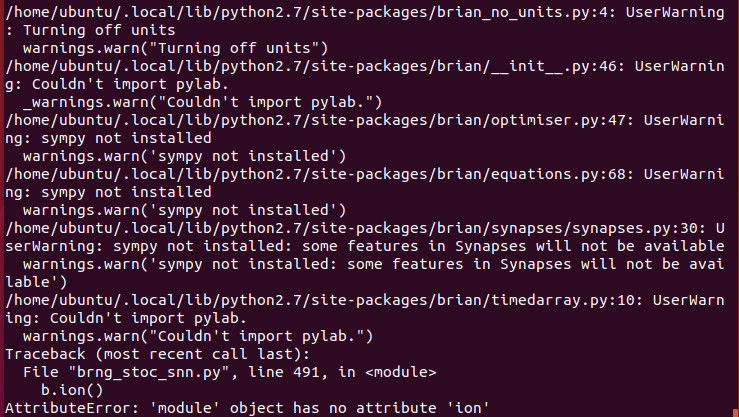 /home/ubuntu/.local/lib/python2.7/site-packages/brian_no_units.py:4: UserWarning
: Turning off units
  warnings.warn("Turning off units")
/home/ubuntu/.local/lib/python2.7/site-packages/brian/__init__.py:46: UserWarnin
g: Couldn't import pylab.
  _warnings.warn("Couldn't import pylab.")
/home/ubuntu/.local/lib/python2.7/site-packages/brian/optimiser.py:47: UserWarni
ng: sympy not installed
  warnings.warn('sympy not installed')
/home/ubuntu/.local/lib/python2.7/site-packages/brian/equations.py:68: UserWarni
ng: sympy not installed
  warnings.warn('sympy not installed')
/home/ubuntu/.local/lib/python2.7/site-packages/brian/synapses/synapses.py:30: U
serWarning: sympy not installed: some features in Synapses will not be available
  warnings.warn('sympy not installed: some features in Synapses will not be avai
lable')
/home/ubuntu/.local/lib/python2.7/site-packages/brian/timedarray.py:10: UserWarn
ing: Couldn't import pylab.
  warnings.warn("Couldn't import pylab.")
Traceback (most recent call last):
  File "brng_stoc_snn.py", line 491, in <module>
    b.ion()
AttributeError: 'module' object has no attribute 'ion'